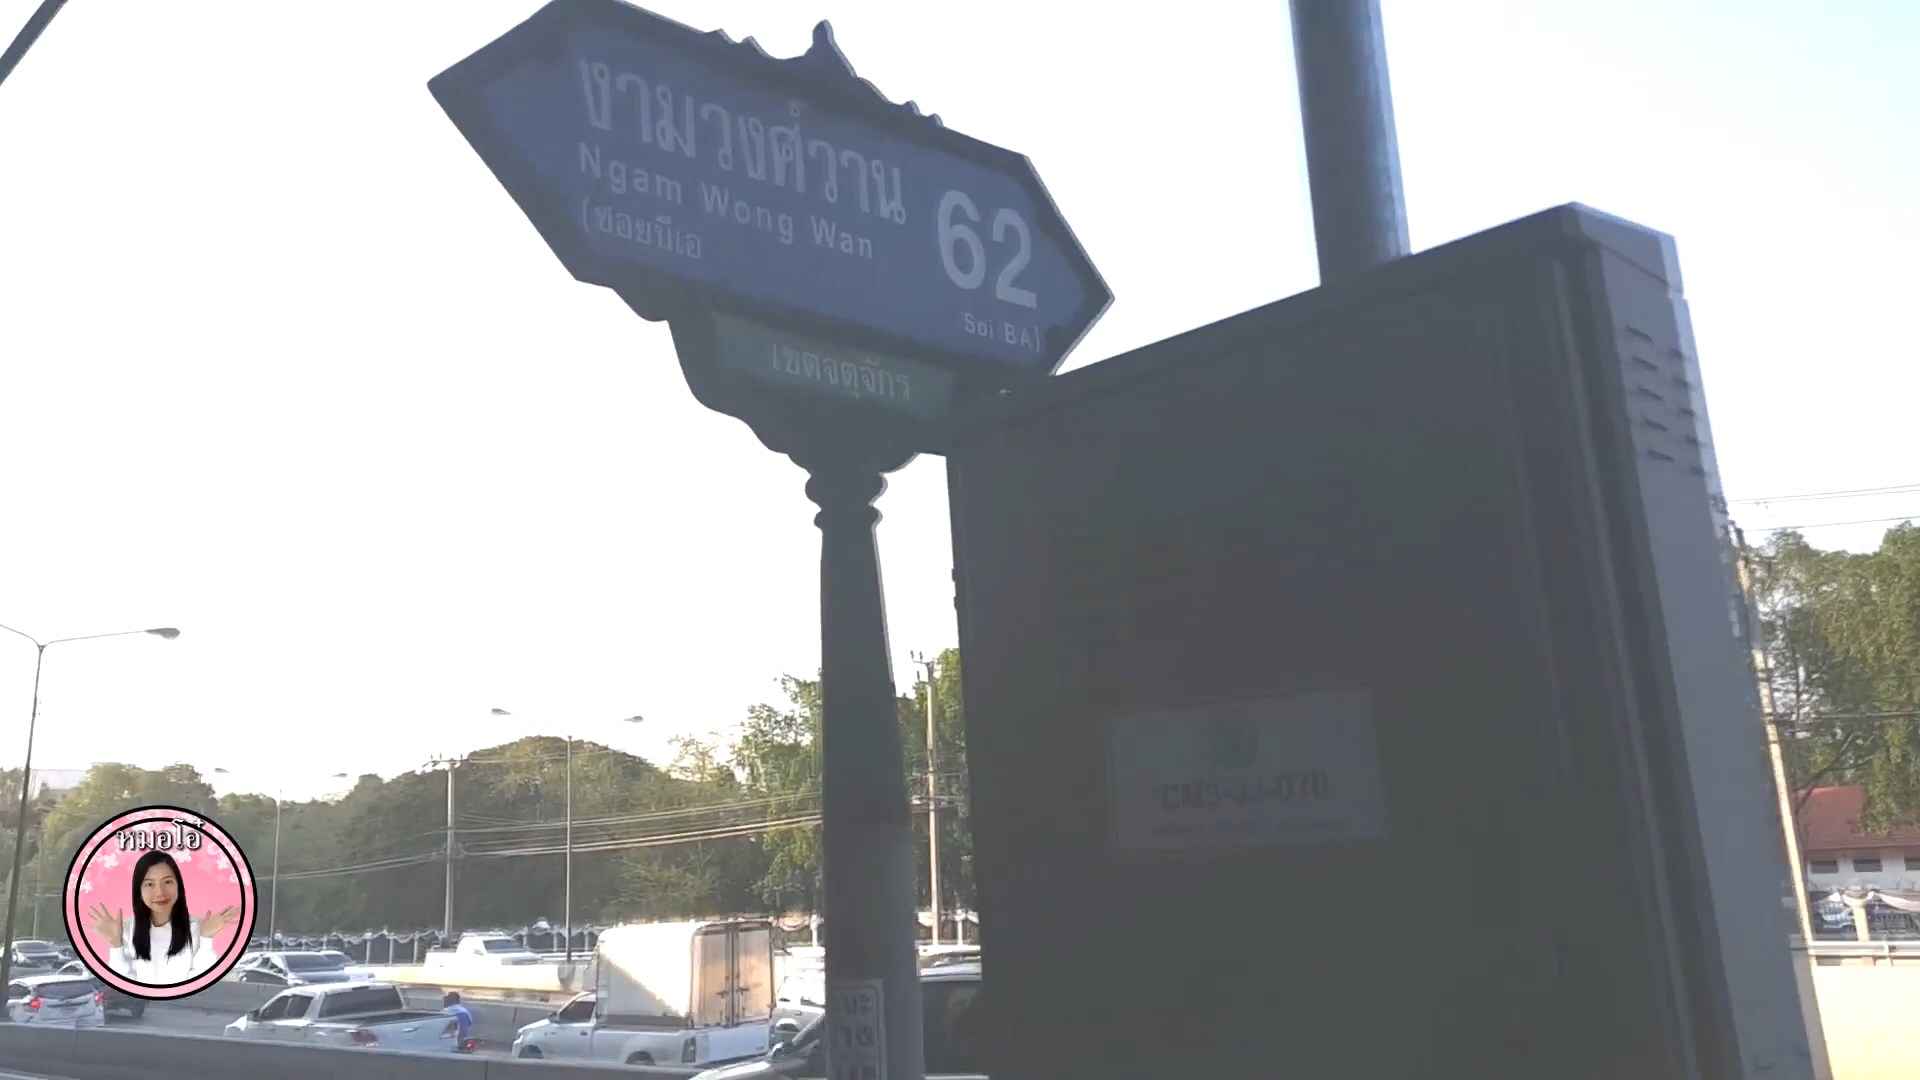 งามวงศ์วาน 62
Ngam Wong Wan
(ซอยบีเอ
Soi BA)
เขตจตุจักร
CM3-JJ-070
หมอโอ๋